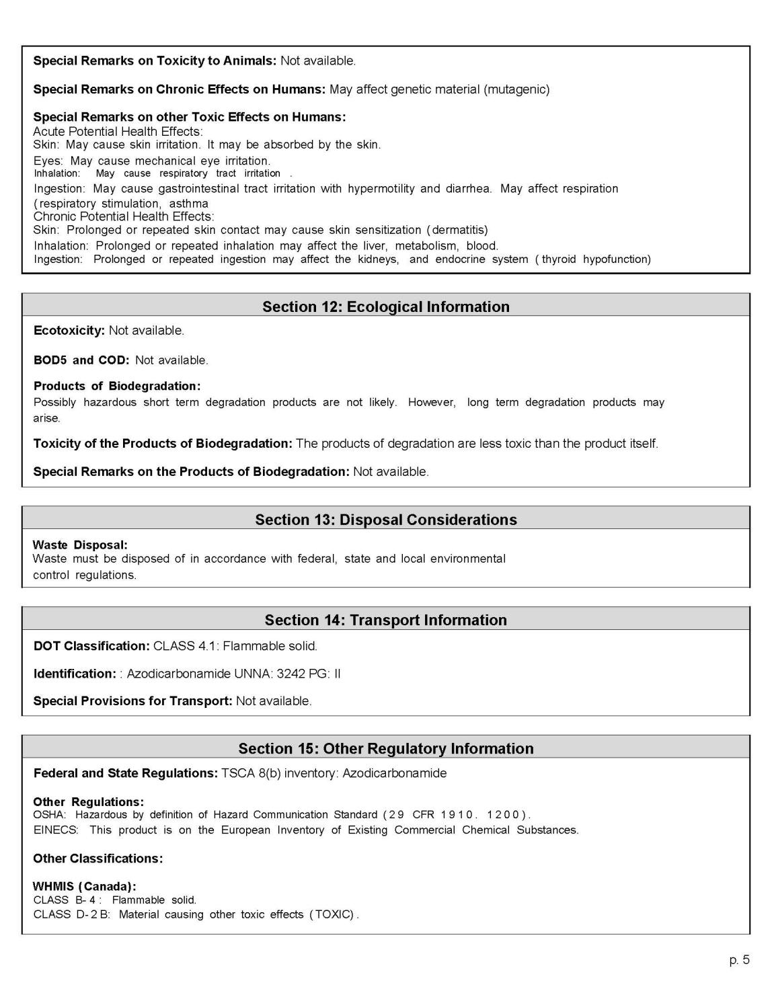 Special Remarks on Toxicity to Animals: Not available.
Special Remarks on Chronic Effects on Humans: May affect genetic material (mutagenic)
Special Remarks on other Toxic Effects on Humans:
Acute Potential Health Effects:
Skin: May cause skin irritation. It may be absorbed by the skin.
Eyes: May cause mechanical eye irritation.
Inhalation: May cause respiratory tract irritation .
Ingestion: May cause gastrointestinal tract irritation with hypermotility and diarrhea. May affect respiration
(respiratory stimulation, asthma
Chronic Potential Health Effects:
Skin: Prolonged or repeated skin contact may cause skin sensitization (dermatitis)
Inhalation: Prolonged or repeated inhalation may affect the liver, metabolism, blood.
Ingestion: Prolonged or repeated ingestion may affect the kidneys, and endocrine system (thyroid hypofunction)
Section 12: Ecological Information
Ecotoxicity: Not available.
BOD5 and COD: Not available.
Products of Biodegradation:
Possibly hazardous short term degradation products are not likely. However, long term degradation products may
arise.
Toxicity of the Products of Biodegradation: The products of degradation are less toxic than the product itself.
Special Remarks on the Products of Biodegradation: Not available.
Section 13: Disposal Considerations
Waste Disposal:
Waste must be disposed of in accordance with federal, state and local environmental
control regulations.
Section 14: Transport Information
DOT Classification: CLASS 4.1: Flammable solid.
Identification: : Azodicarbonamide UNNA: 3242 PG: II
Special Provisions for Transport: Not available.
Section 15: Other Regulatory Information
Federal and State Regulations: TSCA 8(b) inventory: Azodicarbonamide
Other Regulations:
OSHA: Hazardous by definition of Hazard Communication Standard (29 CFR 1910. 1200).
EINECS: This product is on the European Inventory of Existing Commercial Chemical Substances.
Other Classifications:
WHMIS (Canada):
CLASS B-4: Flammable solid.
CLASS D-2B: Material causing other toxic effects (TOXIC).
p. 5